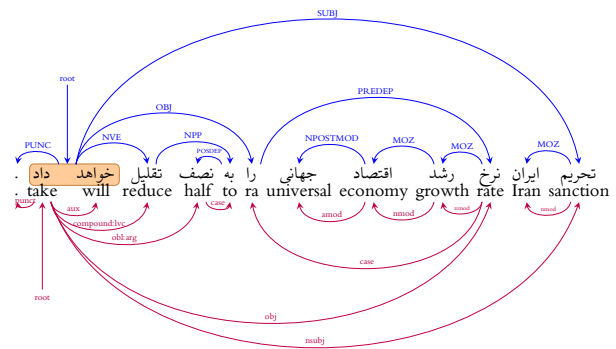 SUBJ
root
OBJ
PREDEP
PUNC NVE NPP POSDEP NPOSTMOD MOZ MOZ MOZ
تحریم ایران نرخ رشد اقتصاد جهانی را به نصف تقلیل خواهد داد .
. take will reduce half to ra universal economy growth rate Iran sanction
punct aux case amod nmod nmod nmod
compound:lvc
obl:arg
case
root
obj
nsubj